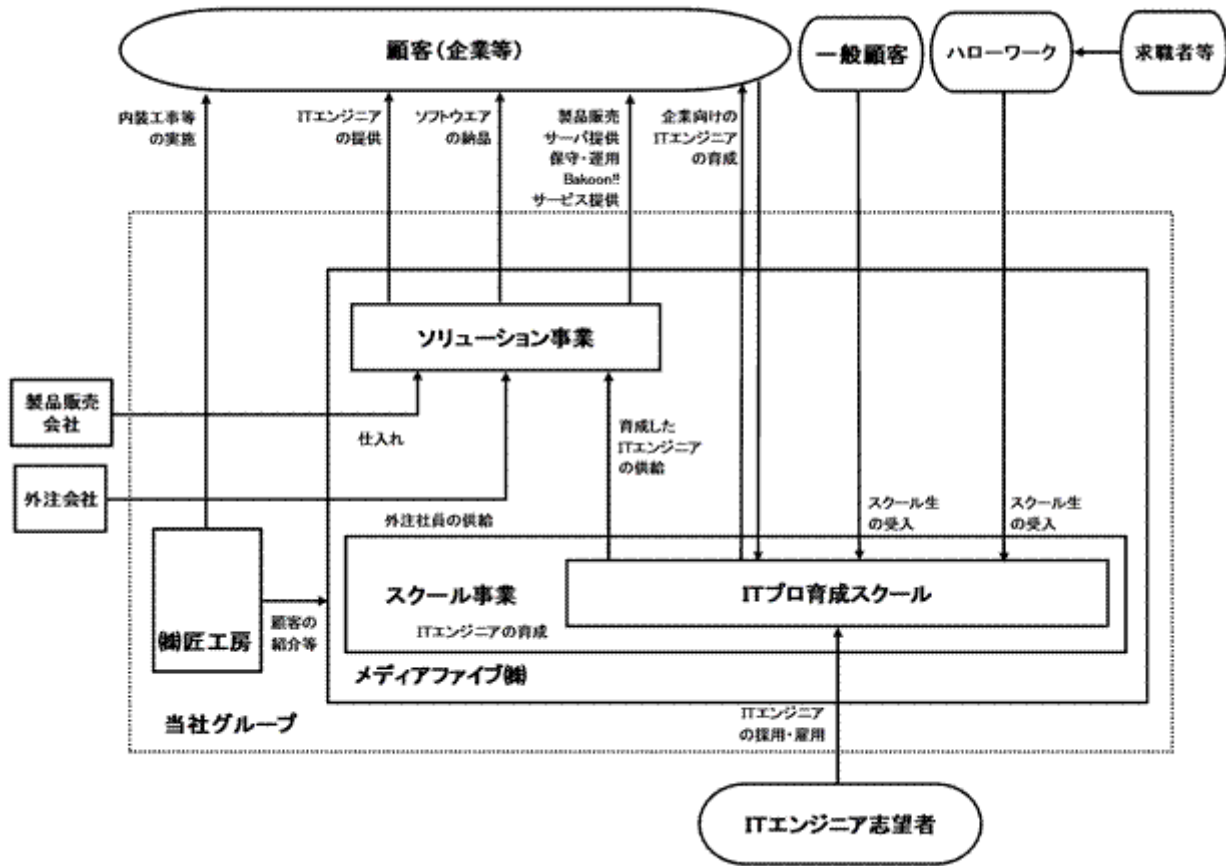 顧客（企業等）
一般顧客
ハローワーク
求職者等
内装工事等
の実施
ITエンジニア
の提供
ソフトウエア
の納品
製品販売
サーバ提供
保守・運用
Bakoon!!
サービス提供
企業向けの
ITエンジニア
の育成
ソリューション事業
製品販売
会社
仕入れ
育成した
ITエンジニア
の供給
外注会社
外注社員の供給
スクール生
の受入
スクール生
の受入
㈱匠工房
顧客の
紹介等
スクール事業
ITエンジニアの育成
ITプロ育成スクール
メディアファイブ㈱
当社グループ
ITエンジニア
の採用・雇用
ITエンジニア志望者